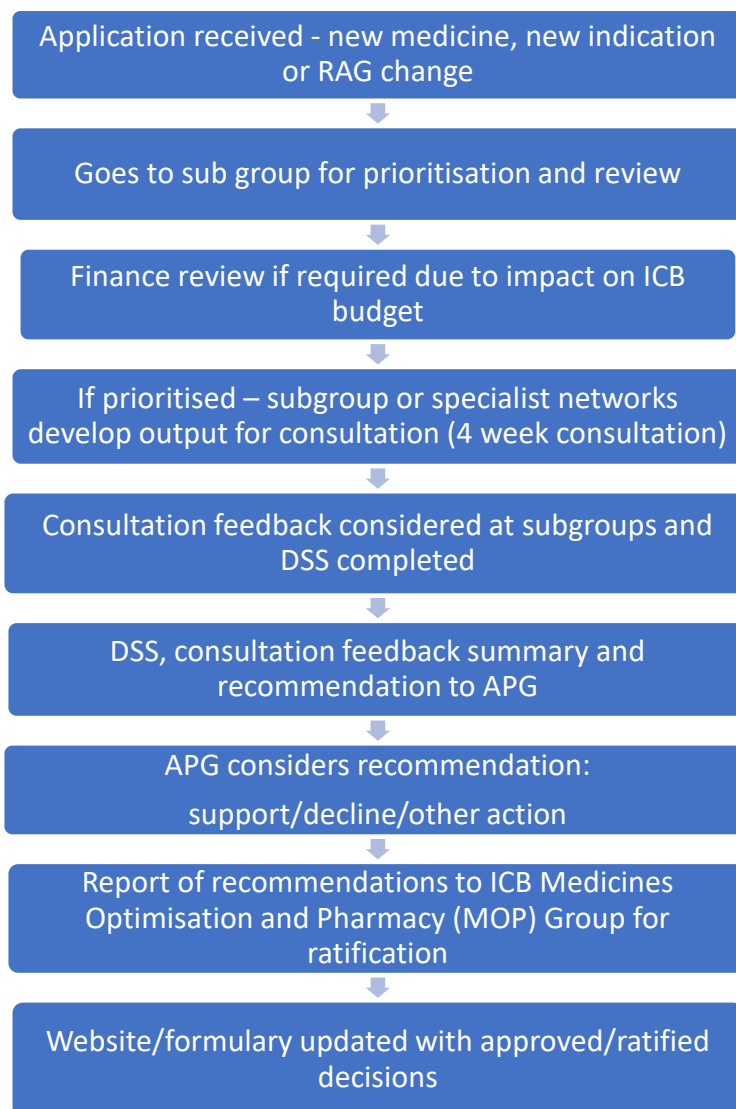 Application received - new medicine, new indication
or RAG change
Goes to sub group for prioritisation and review
Finance review if required due to impact on ICB
budget
If prioritised – subgroup or specialist networks
develop output for consultation (4 week consultation)
Consultation feedback considered at subgroups and
DSS completed
DSS, consultation feedback summary and
recommendation to APG
APG considers recommendation:
support/decline/other action
Report of recommendations to ICB Medicines
Optimisation and Pharmacy (MOP) Group for
ratification
Website/formulary updated with approved/ratified
decisions